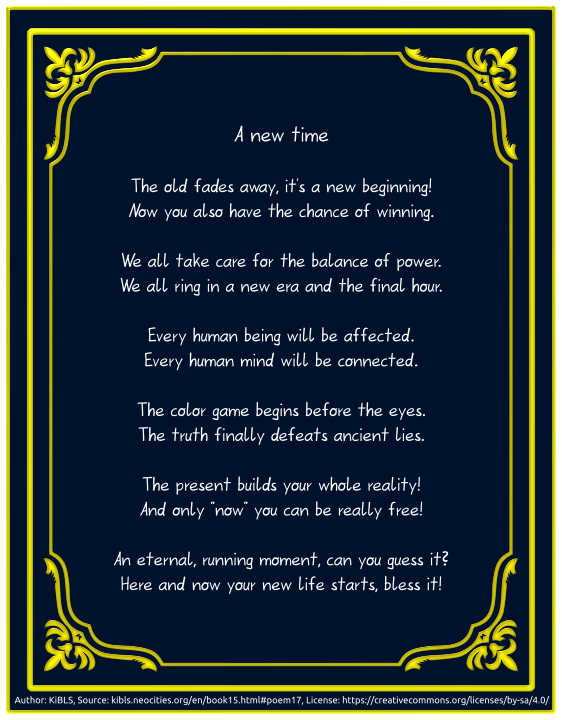 A new time
The old fades away, it's a new beginning!
Now you also have the chance of winning.
We all take care for the balance of power.
We all ring in a new era and the final hour.
Every human being will be affected.
Every human mind will be connected.
The color game begins before the eyes.
The truth finally defeats ancient lies.
The present builds your whole reality!
And only "now" you can be really free!
An eternal, running moment, can you guess it?
Here and now your new life starts, bless it!
Author: KiBLS, Source: kibls.neocities.org/en/book15.html#poem17, License: https://creativecommons.org/licenses/by-sa/4.0/